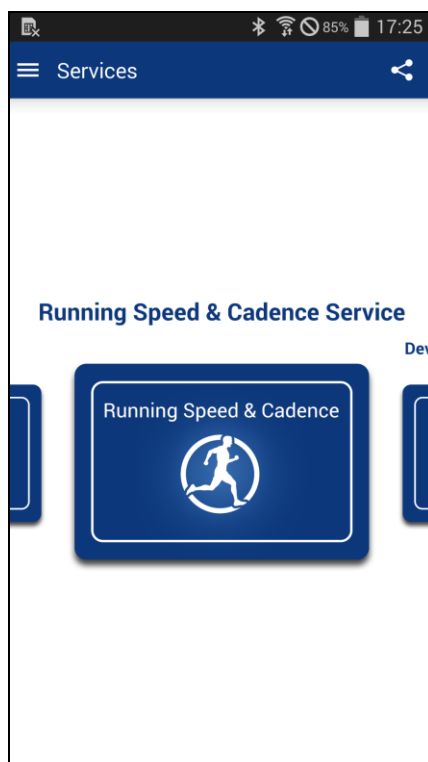 85% 17:25
Services
Running Speed & Cadence Service
Dev
Running Speed & Cadence